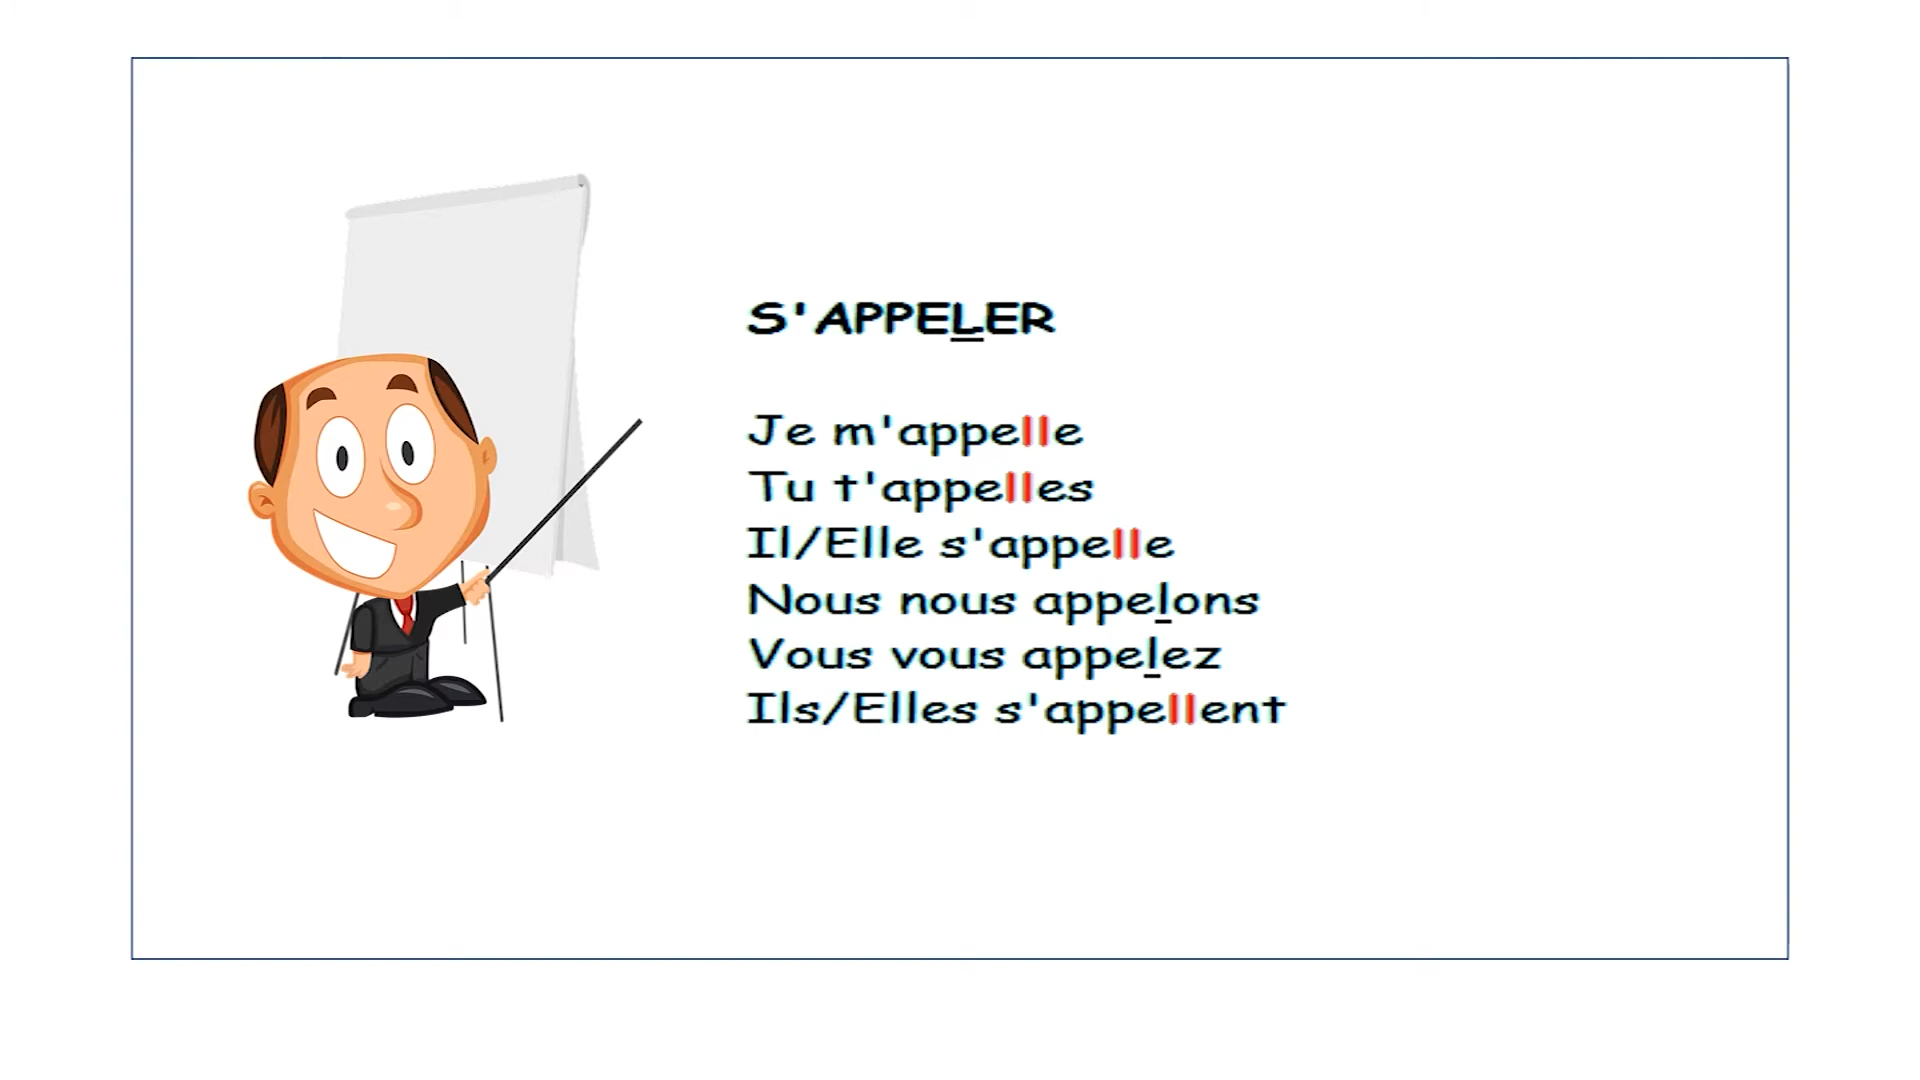 S'APPELER
Je m'appelle
Tu t'appelles
Il/Elle s'appelle
Nous nous appelons
Vous vous appelez
Ils/Elles s'appellent